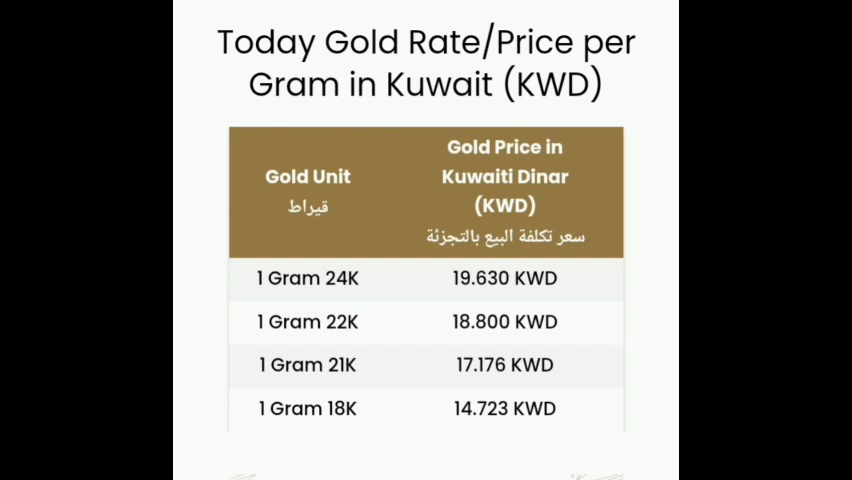 Today Gold Rate/Price per
Gram in Kuwait (KWD)
Gold Unit
قيراط
Gold Price in
Kuwaiti Dinar
(KWD)
سعر تكلفة البيع بالتجزئة
1 Gram 24K 19.630 KWD
1 Gram 22K 18.800 KWD
1 Gram 21K 17.176 KWD
1 Gram 18K 14.723 KWD